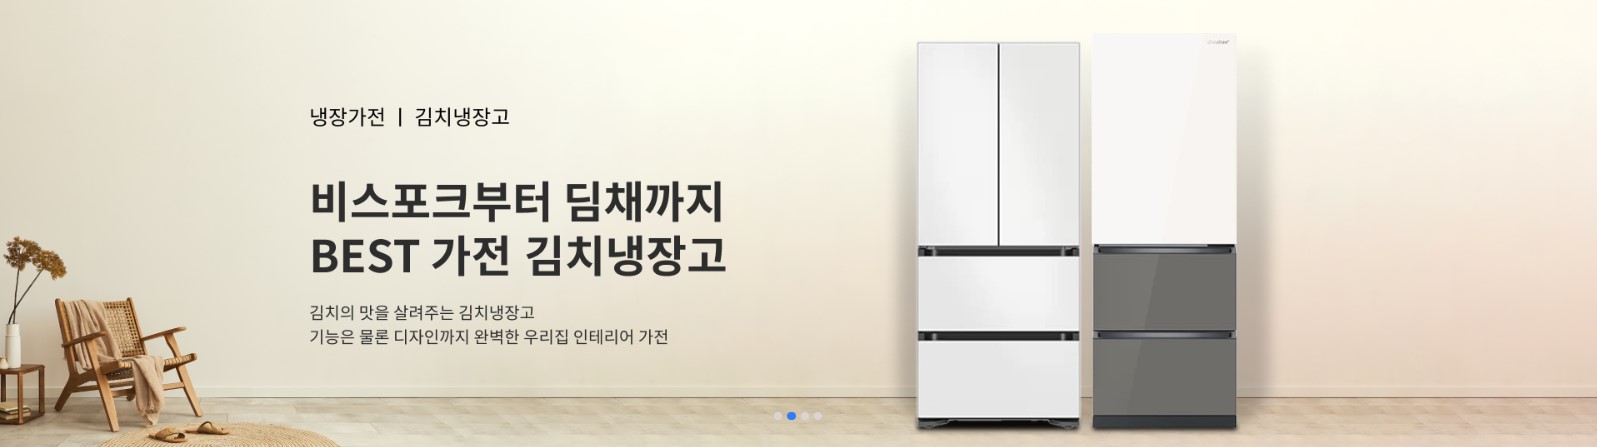 냉장가전 | 김치냉장고
비스포크부터 딤채까지
BEST 가전 김치냉장고
김치의 맛을 살려주는 김치냉장고
기능은 물론 디자인까지 완벽한 우리집 인테리어 가전